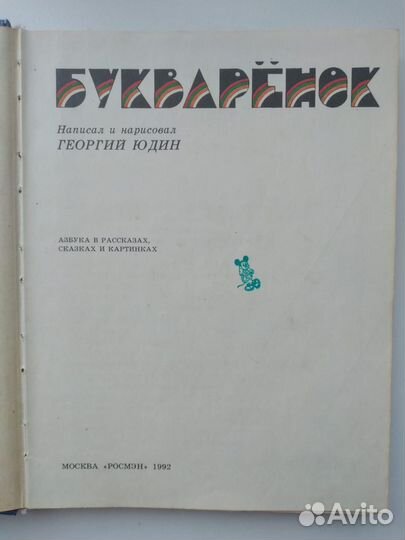 БУКВАРЁНОК
Написал и нарисовал
ГЕОРГИЙ ЮДИН
АЗБУКА В РАССКАЗАХ,
СКАЗКАХ И КАРТИНКАХ
МОСКВА «РОСМЭН» 1992
Avito